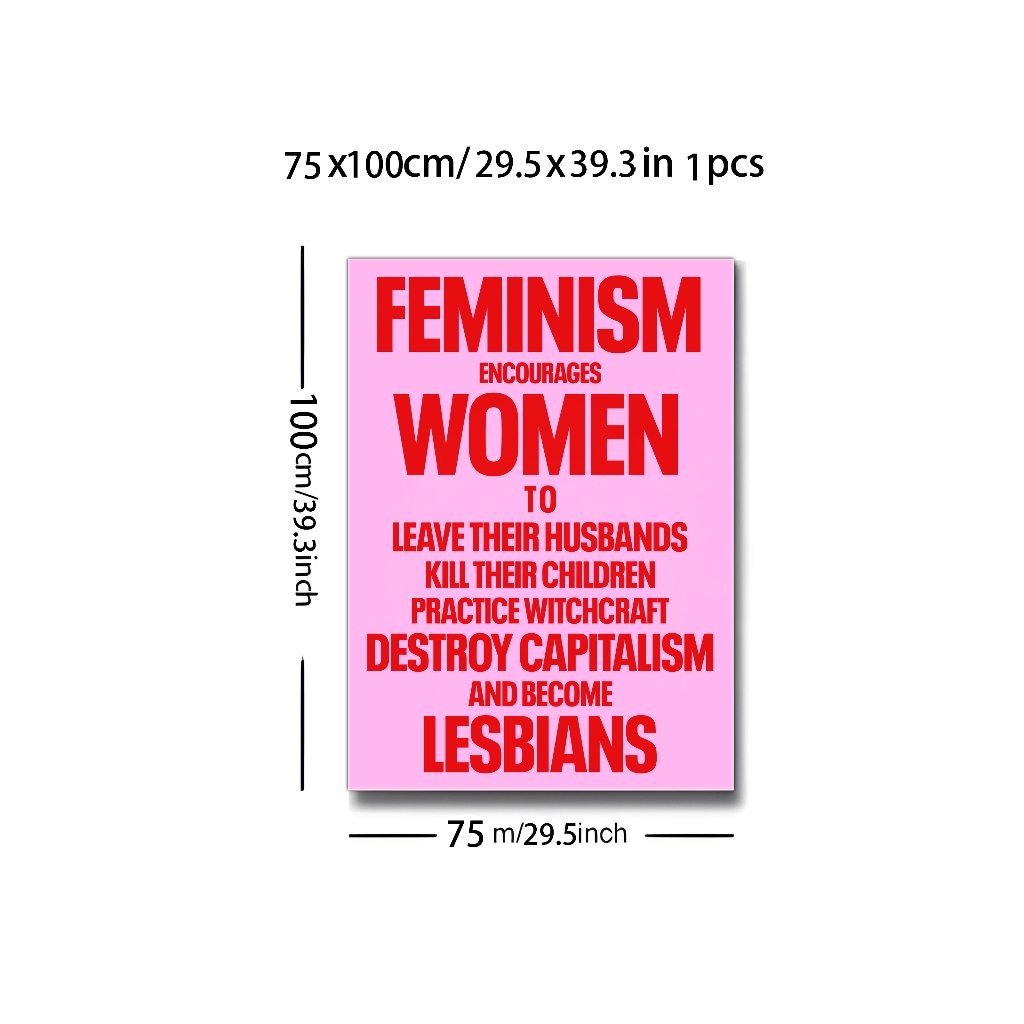 75x100cm/ 29.5x39.3in 1pcs
FEMINISM
ENCOURAGES
WOMEN
TO
LEAVE THEIR HUSBANDS
KILL THEIR CHILDREN
PRACTICE WITCHCRAFT
DESTROY CAPITALISM
AND BECOME
LESBIANS
100cm/39.3inch
75 m/29.5inch